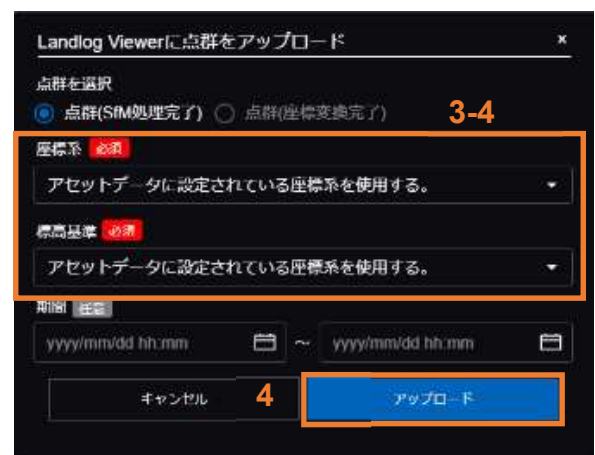 Landlog Viewerに点群をアップロード ×
点群を選択
点群(SfM処理完了) 点群(座標変換完了)
3-4
座標系 必須
アセットデータに設定されている座標系を使用する。
標高基準 必須
アセットデータに設定されている座標系を使用する。
期間 任意
yyyy/mm/dd hh:mm ～ yyyy/mm/dd hh:mm
キャンセル 4 アップロード